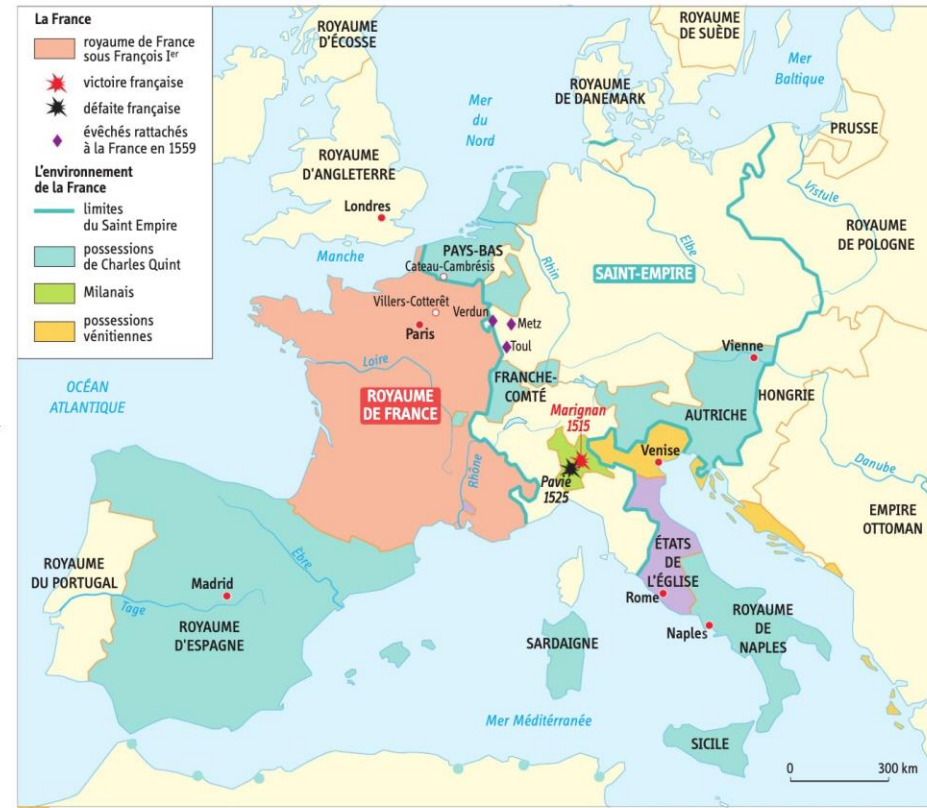 La France
royaume de France
sous François Ier
victoire française
défaite française
évêchés rattachés
à la France en 1559
L'environnement
de la France
limites
du Saint Empire
possessions
de Charles Quint
Milanais
possessions
vénitiennes
ROYAUME
D'ÉCOSSE
ROYAUME
DE SUÈDE
Mer
Baltique
Mer
du
Nord
ROYAUME
DE DANEMARK
PRUSSE
ROYAUME
D'ANGLETERRE
Londres
Vistule
ROYAUME
DE POLOGNE
Manche
PAYS-BAS
Cateau-Cambrésis
Rhin
Elbe
SAINT-EMPIRE
Villers-Cotterêt
Verdun
Metz
Paris
Toul
Vienne
Loire
OCÉAN
ATLANTIQUE
ROYAUME
DE FRANCE
FRANCHE-
COMTÉ
HONGRIE
AUTRICHE
Marignan
1515
Venise
Rhône
Pavie
1525
Danube
EMPIRE
OTTOMAN
Èbre
ROYAUME
DU PORTUGAL
Madrid
Tage
ROYAUME
D'ESPAGNE
ÉTATS
DE
L'ÉGLISE
Rome
Naples
ROYAUME
DE
NAPLES
SARDAIGNE
Mer Méditérranée
SICILE
0 300 km